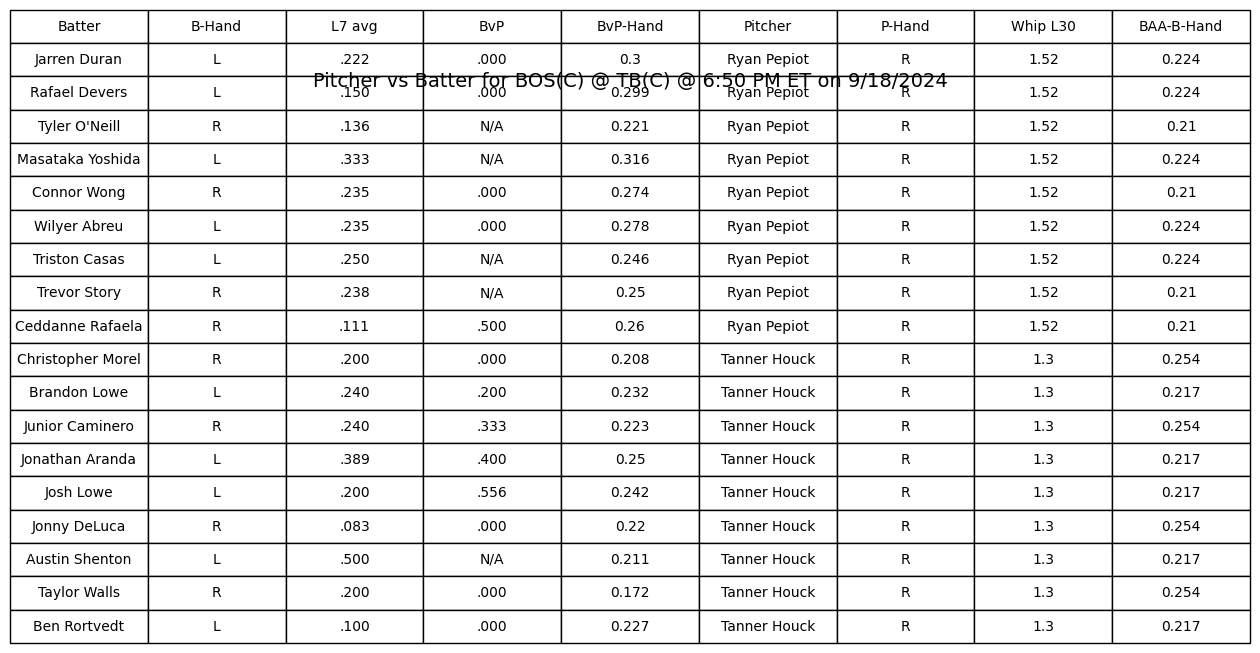 Batter B-Hand L7 avg BvP BvP-Hand Pitcher P-Hand Whip L30 BAA-B-Hand
Jarren Duran L .222 .000 0.3 Ryan Pepiot R 1.52 0.224
Pitcher vs Batter for BOS(C) @ TB(C) @ 6:50 PM ET on 9/18/2024
Rafael Devers L .150 .000 0.299 Ryan Pepiot R 1.52 0.224
Tyler O'Neill R .136 N/A 0.221 Ryan Pepiot R 1.52 0.21
Masataka Yoshida L .333 N/A 0.316 Ryan Pepiot R 1.52 0.224
Connor Wong R .235 .000 0.274 Ryan Pepiot R 1.52 0.21
Wilyer Abreu L .235 .000 0.278 Ryan Pepiot R 1.52 0.224
Triston Casas L .250 N/A 0.246 Ryan Pepiot R 1.52 0.224
Trevor Story R .238 N/A 0.25 Ryan Pepiot R 1.52 0.21
Ceddanne Rafaela R .111 .500 0.26 Ryan Pepiot R 1.52 0.21
Christopher Morel R .200 .000 0.208 Tanner Houck R 1.3 0.254
Brandon Lowe L .240 .200 0.232 Tanner Houck R 1.3 0.217
Junior Caminero R .240 .333 0.223 Tanner Houck R 1.3 0.254
Jonathan Aranda L .389 .400 0.25 Tanner Houck R 1.3 0.217
Josh Lowe L .200 .556 0.242 Tanner Houck R 1.3 0.217
Jonny DeLuca R .083 .000 0.22 Tanner Houck R 1.3 0.254
Austin Shenton L .500 N/A 0.211 Tanner Houck R 1.3 0.217
Taylor Walls R .200 .000 0.172 Tanner Houck R 1.3 0.254
Ben Rortvedt L .100 .000 0.227 Tanner Houck R 1.3 0.217